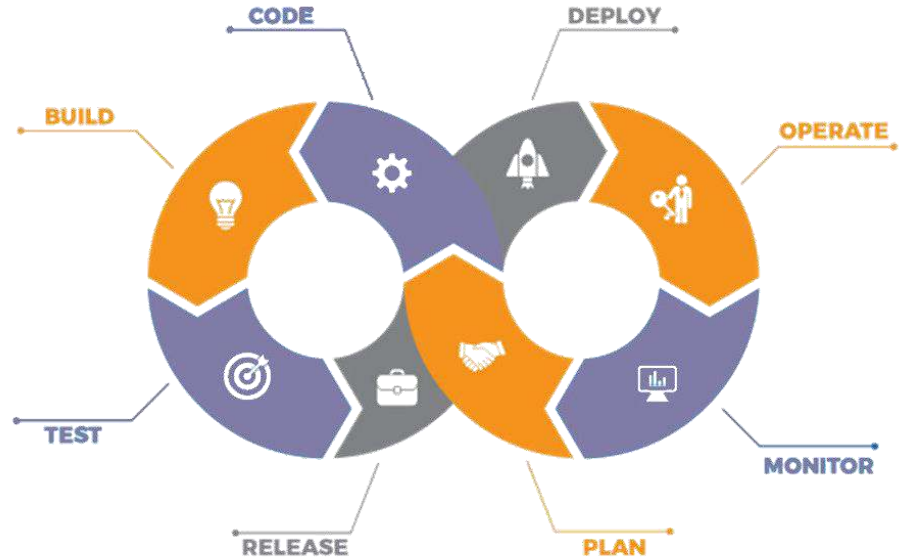 CODE
DEPLOY
BUILD
OPERATE
TEST
MONITOR
RELEASE
PLAN